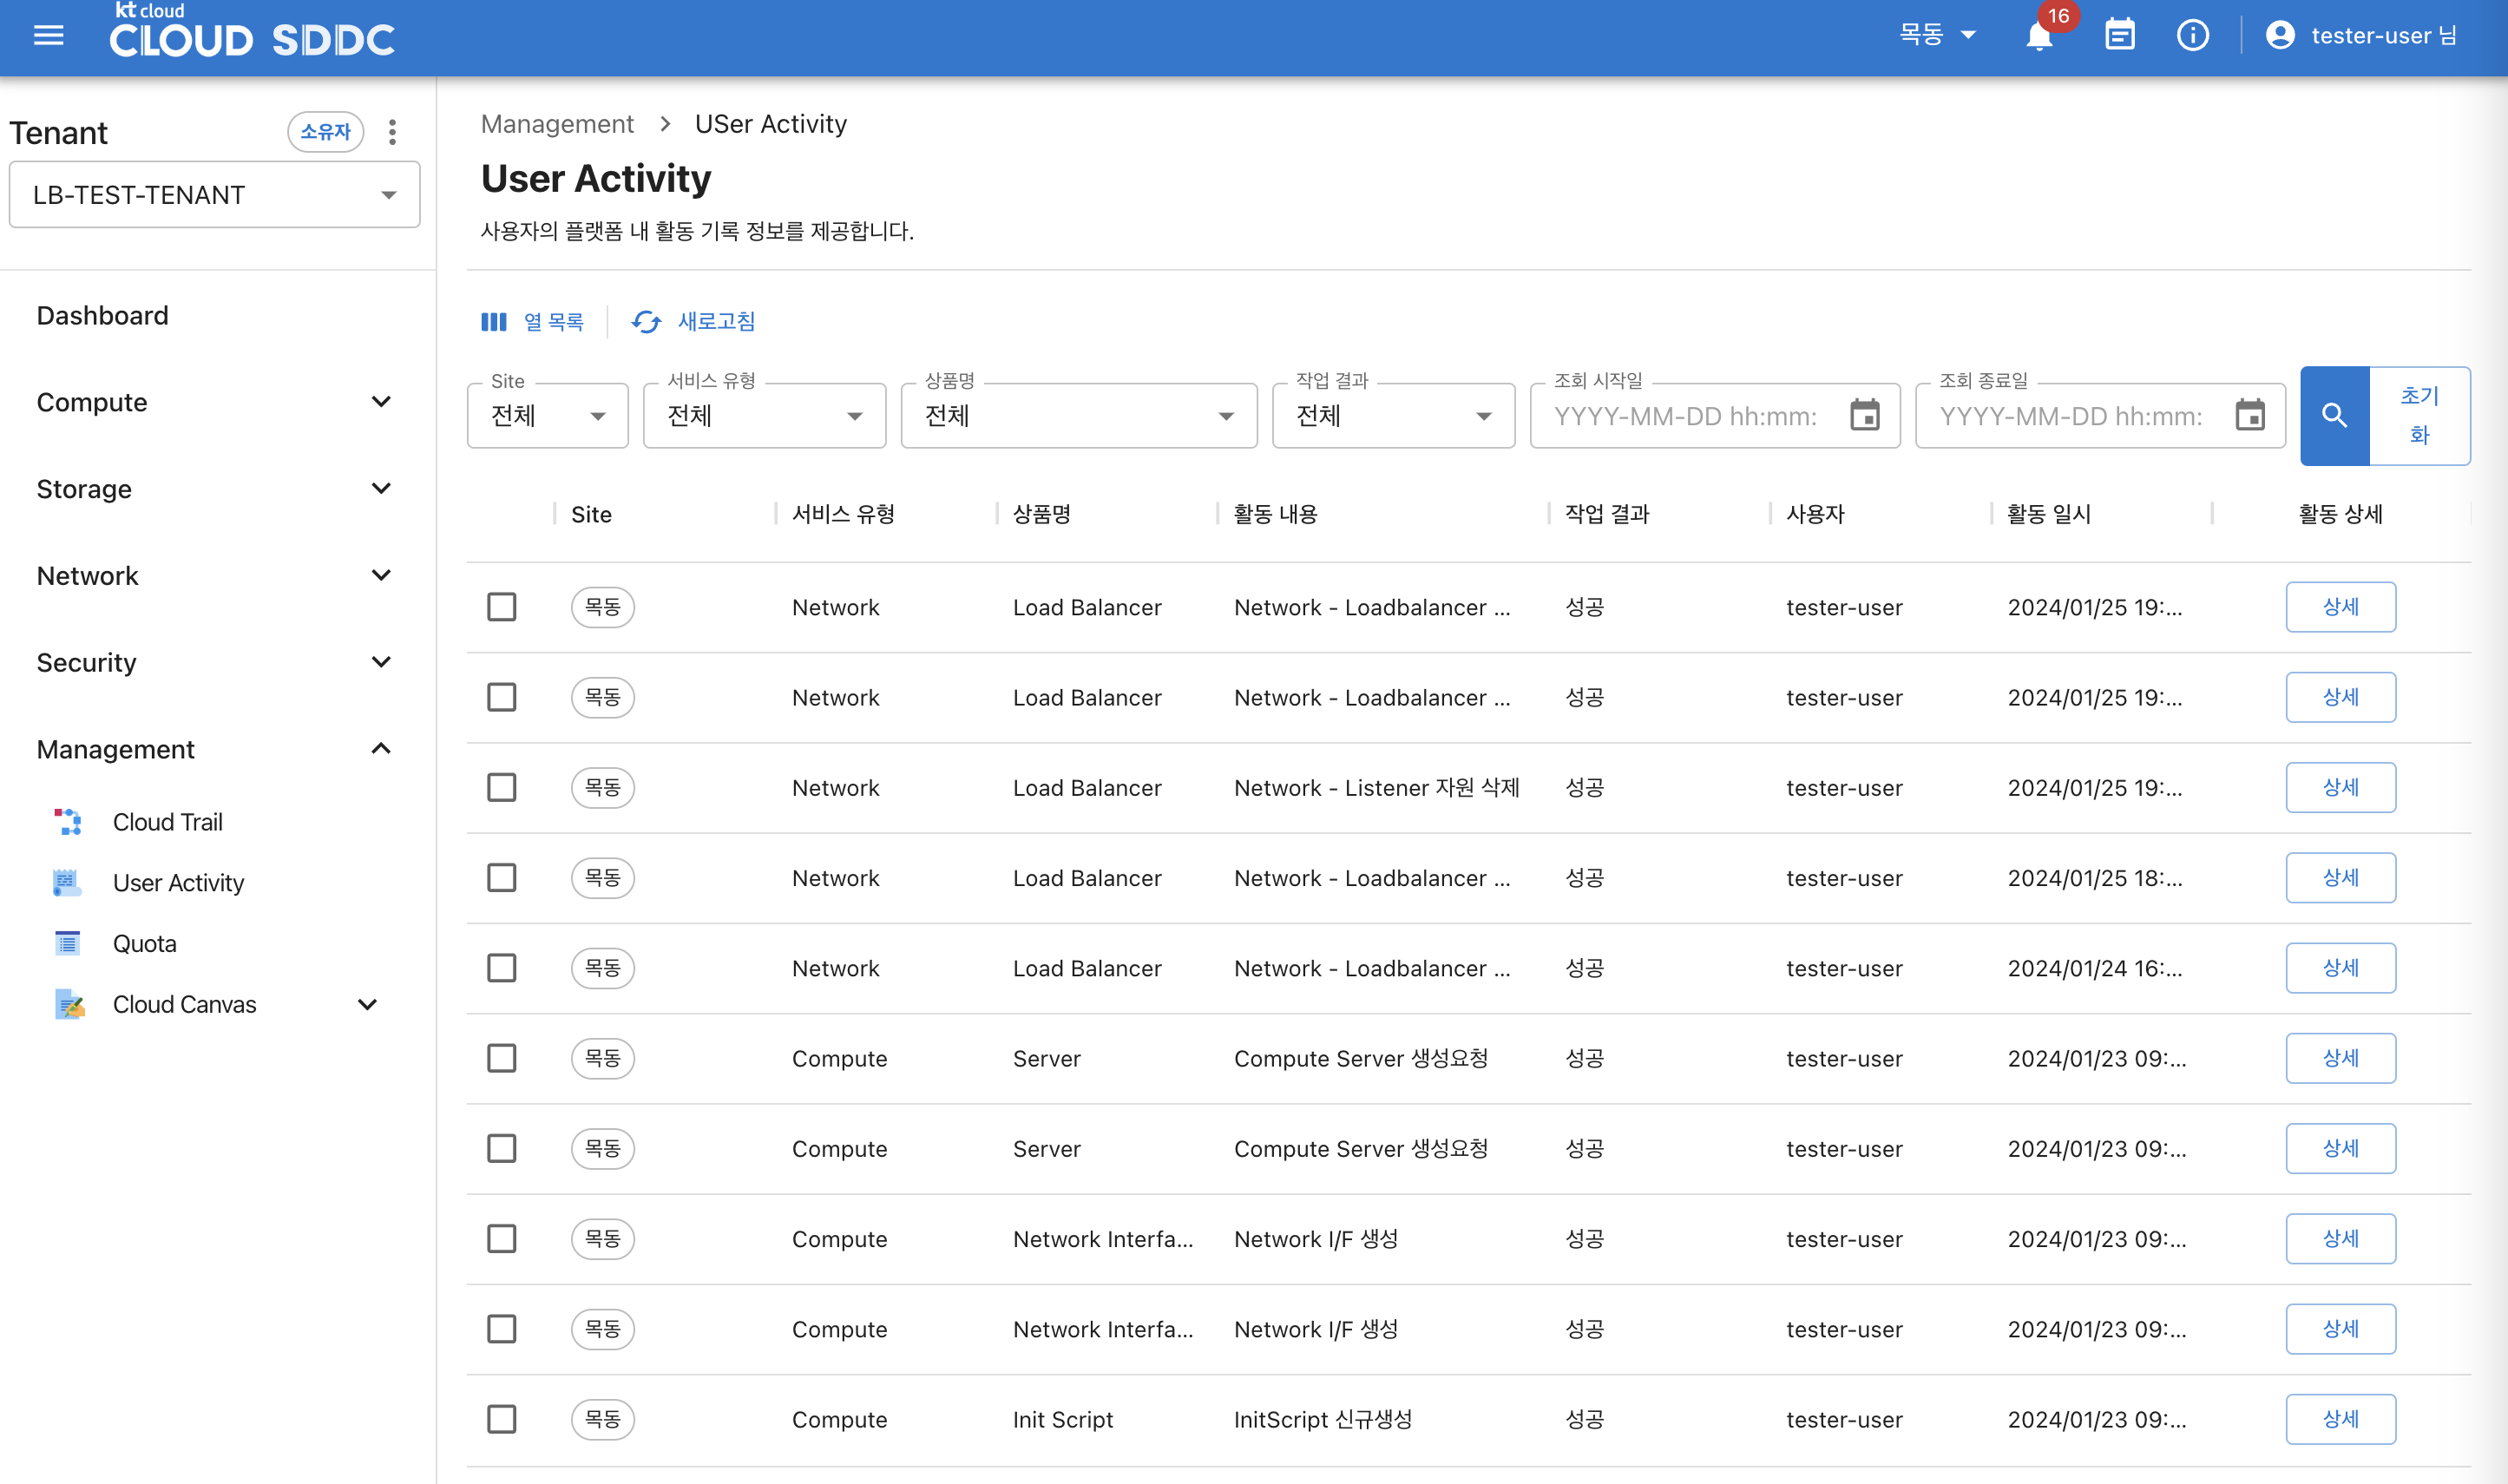 kt cloud
CLOUD SDDC
목동
16
tester-user 님
Tenant
소유자
LB-TEST-TENANT
Dashboard
Compute
Storage
Network
Security
Management
Cloud Trail
User Activity
Quota
Cloud Canvas
Management > USer Activity
User Activity
사용자의 플랫폼 내 활동 기록 정보를 제공합니다.
열 목록
새로고침
Site
전체
서비스 유형
전체
상품명
전체
작업 결과
전체
조회 시작일
YYYY-MM-DD hh:mm:
조회 종료일
YYYY-MM-DD hh:mm:
초기
화
Site 서비스 유형 상품명 활동 내용 작업 결과 사용자 활동 일시 활동 상세
목동 Network Load Balancer Network - Loadbalancer ... 성공 tester-user 2024/01/25 19:... 상세
목동 Network Load Balancer Network - Loadbalancer ... 성공 tester-user 2024/01/25 19:... 상세
목동 Network Load Balancer Network - Listener 자원 삭제 성공 tester-user 2024/01/25 19:... 상세
목동 Network Load Balancer Network - Loadbalancer ... 성공 tester-user 2024/01/25 18:... 상세
목동 Network Load Balancer Network - Loadbalancer ... 성공 tester-user 2024/01/24 16:... 상세
목동 Compute Server Compute Server 생성요청 성공 tester-user 2024/01/23 09:... 상세
목동 Compute Server Compute Server 생성요청 성공 tester-user 2024/01/23 09:... 상세
목동 Compute Network Interfa... Network I/F 생성 성공 tester-user 2024/01/23 09:... 상세
목동 Compute Network Interfa... Network I/F 생성 성공 tester-user 2024/01/23 09:... 상세
목동 Compute Init Script InitScript 신규생성 성공 tester-user 2024/01/23 09:... 상세